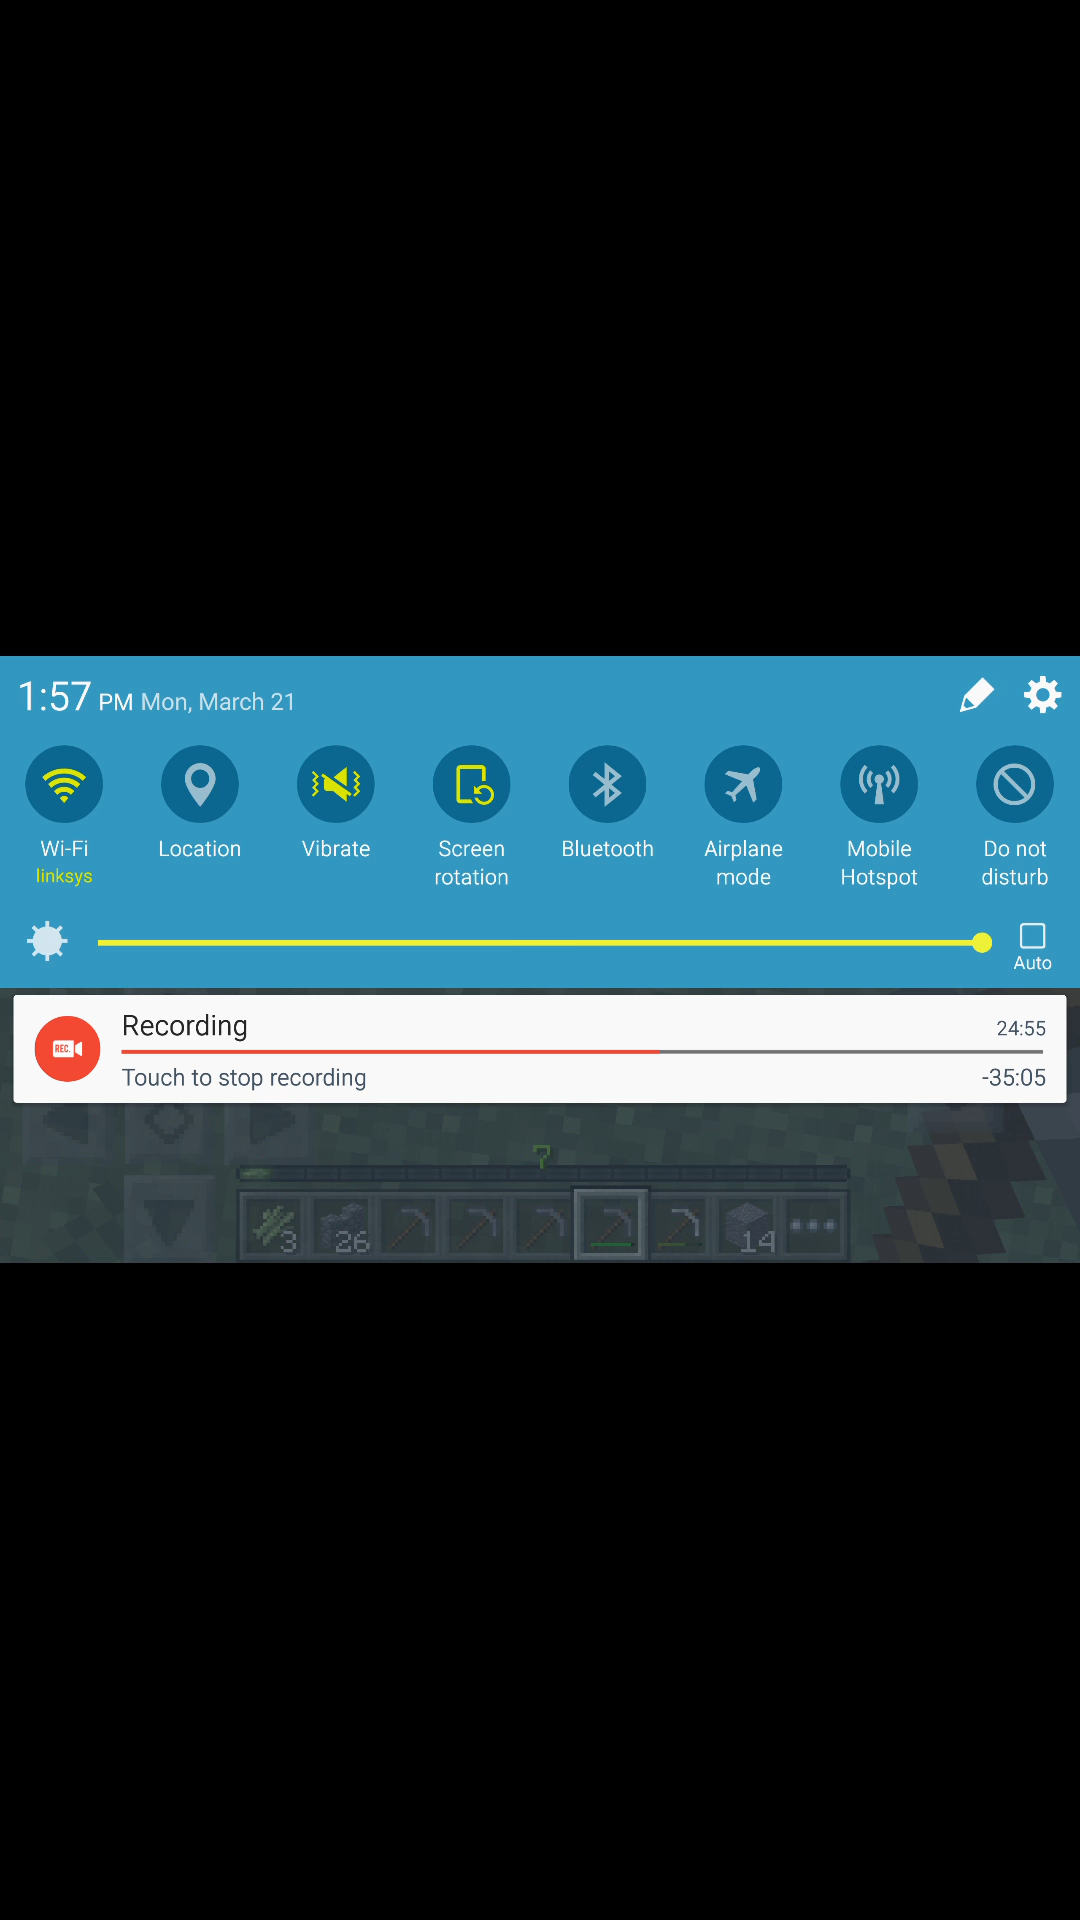 1:57 PM Mon, March 21
Wi-Fi
linksys
Location
Vibrate
Screen
rotation
Bluetooth
Airplane
mode
Mobile
Hotspot
Do not
disturb
Auto
REC.
Recording
24:55
Touch to stop recording
-35:05
7
3
26
14